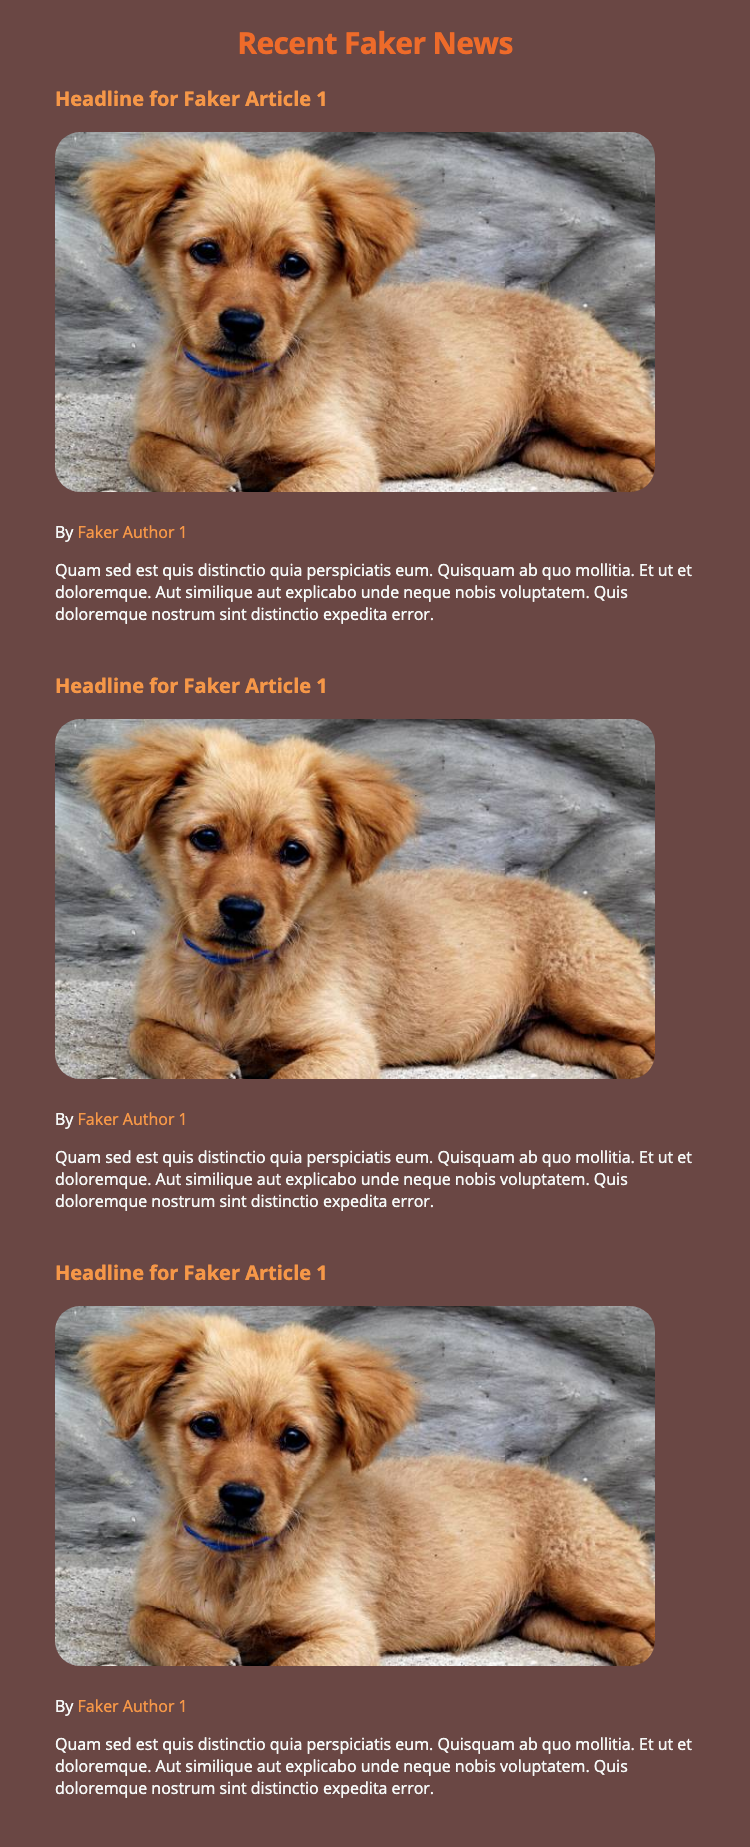 Recent Faker News
Headline for Faker Article 1
By Faker Author 1
Quam sed est quis distinctio quia perspiciatis eum. Quisquam ab quo mollitia. Et ut et
doloremque. Aut similique aut explicabo unde neque nobis voluptatem. Quis
doloremque nostrum sint distinctio expedita error.
Headline for Faker Article 1
By Faker Author 1
Quam sed est quis distinctio quia perspiciatis eum. Quisquam ab quo mollitia. Et ut et
doloremque. Aut similique aut explicabo unde neque nobis voluptatem. Quis
doloremque nostrum sint distinctio expedita error.
Headline for Faker Article 1
By Faker Author 1
Quam sed est quis distinctio quia perspiciatis eum. Quisquam ab quo mollitia. Et ut et
doloremque. Aut similique aut explicabo unde neque nobis voluptatem. Quis
doloremque nostrum sint distinctio expedita error.